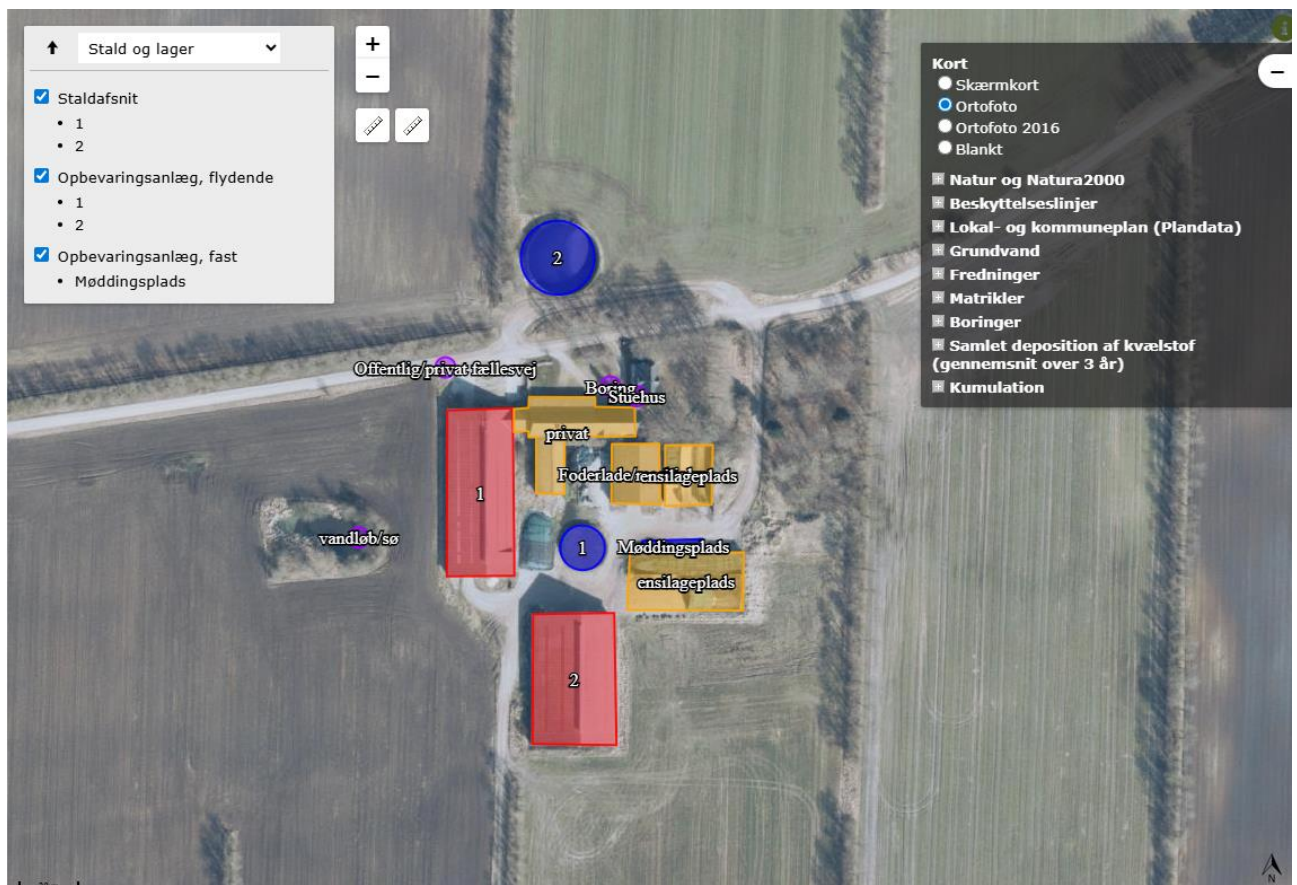 Stald og lager
Staldafsnit
1
2
Opbevaringsanlæg, flydende
1
2
Opbevaringsanlæg, fast
Møddingsplads
+
−
Kort
Skærmkort
Ortofoto
Ortofoto 2016
Blankt
Natur og Natura2000
Beskyttelseslinjer
Lokal- og kommuneplan (Plandata)
Grundvand
Fredninger
Matrikler
Boringer
Samlet deposition af kvælstof
(gennemsnit over 3 år)
Kumulation
2
Offentlig/privat fællesvej
Boring
Stuehus
privat
Foderlade/
ensilageplads
1
vandløb/sø
1
Møddingsplads
ensilageplads
2
N